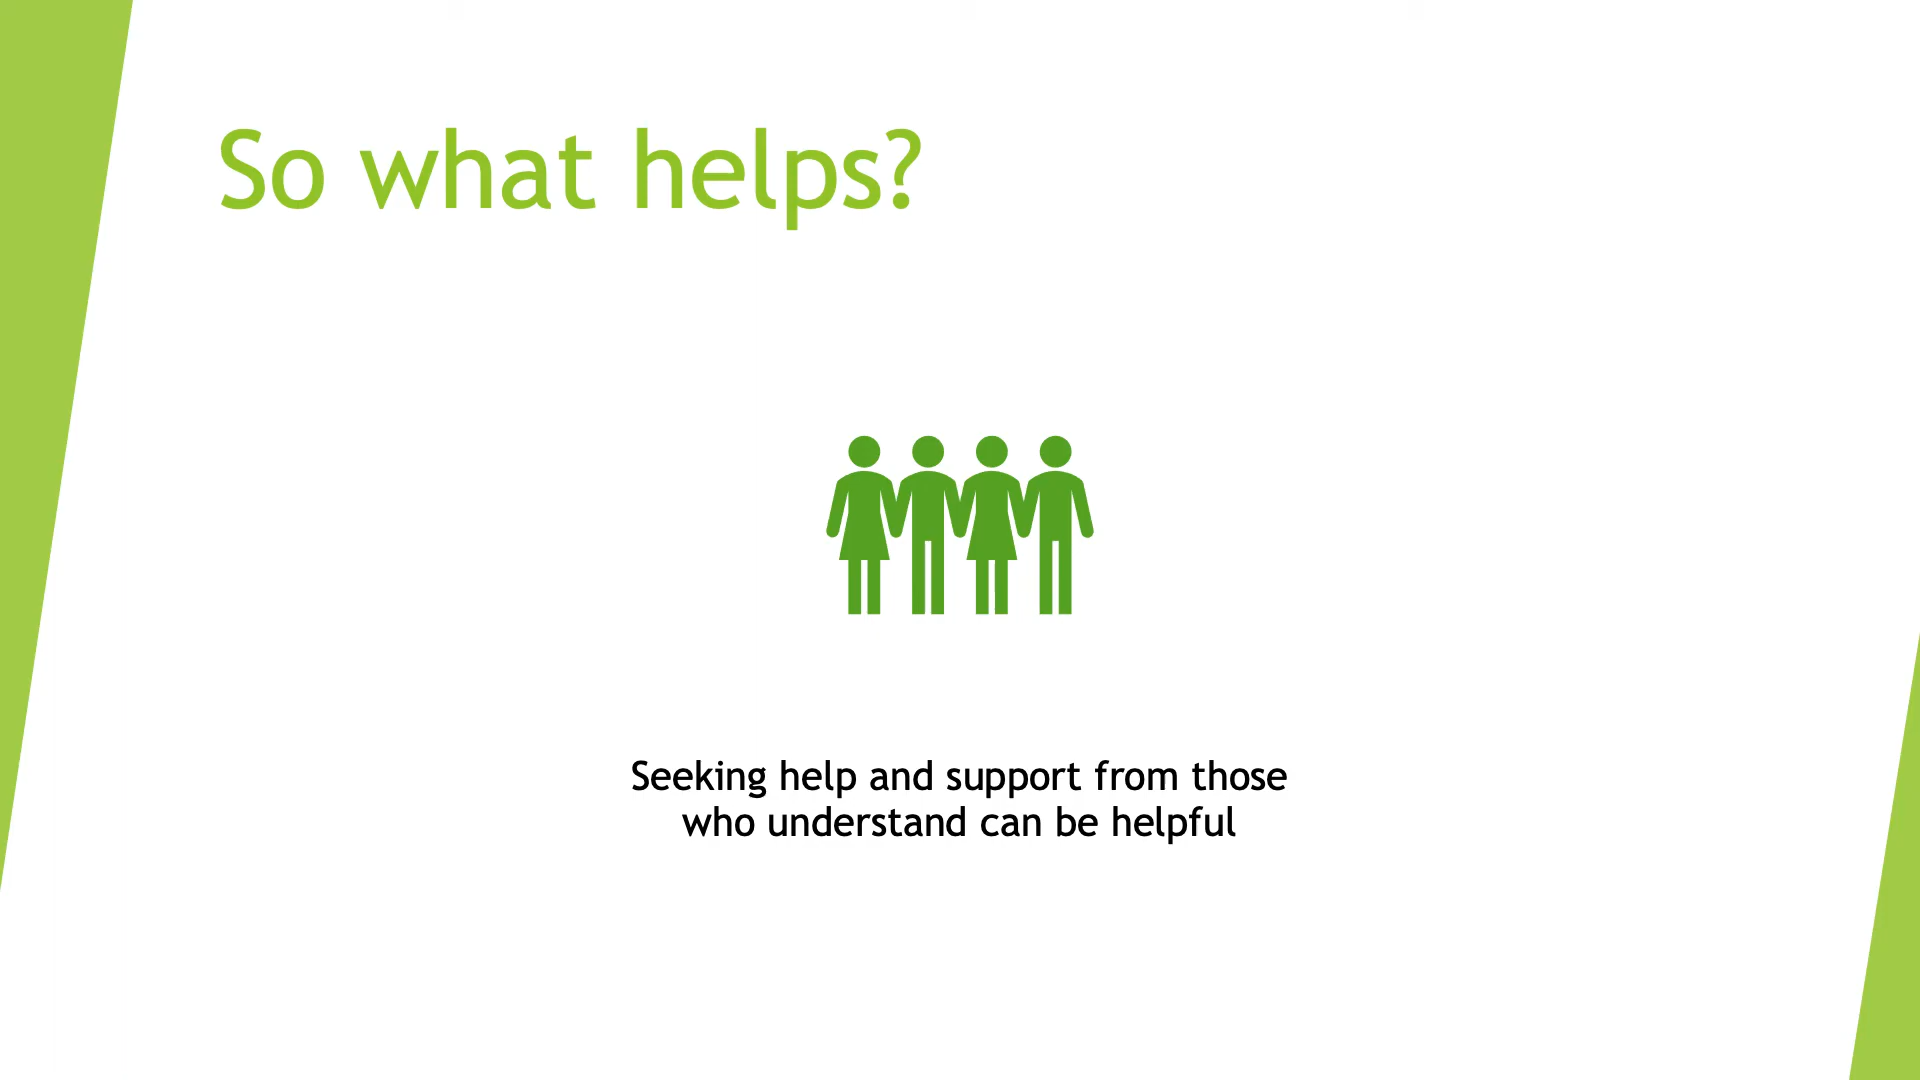 So what helps?
Seeking help and support from those
who understand can be helpful